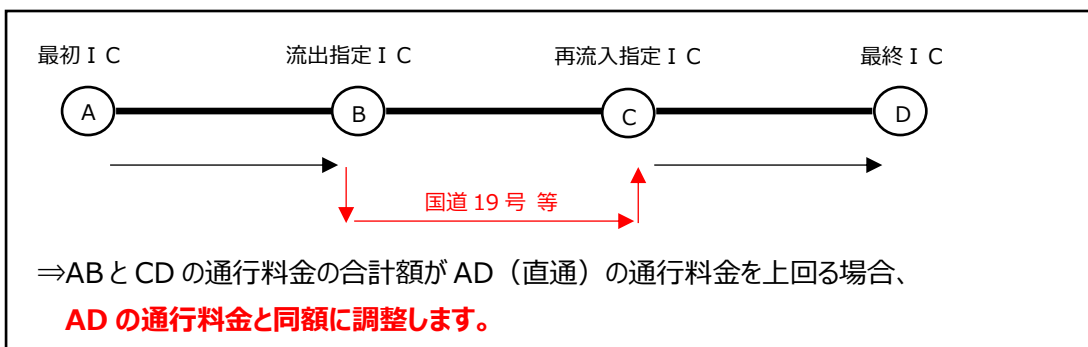 最初ＩＣ 流出指定ＩＣ 再流入指定ＩＣ 最終ＩＣ
A B C D
国道19号 等
⇒ABとCDの通行料金の合計額がAD（直通）の通行料金を上回る場合、
ADの通行料金と同額に調整します。